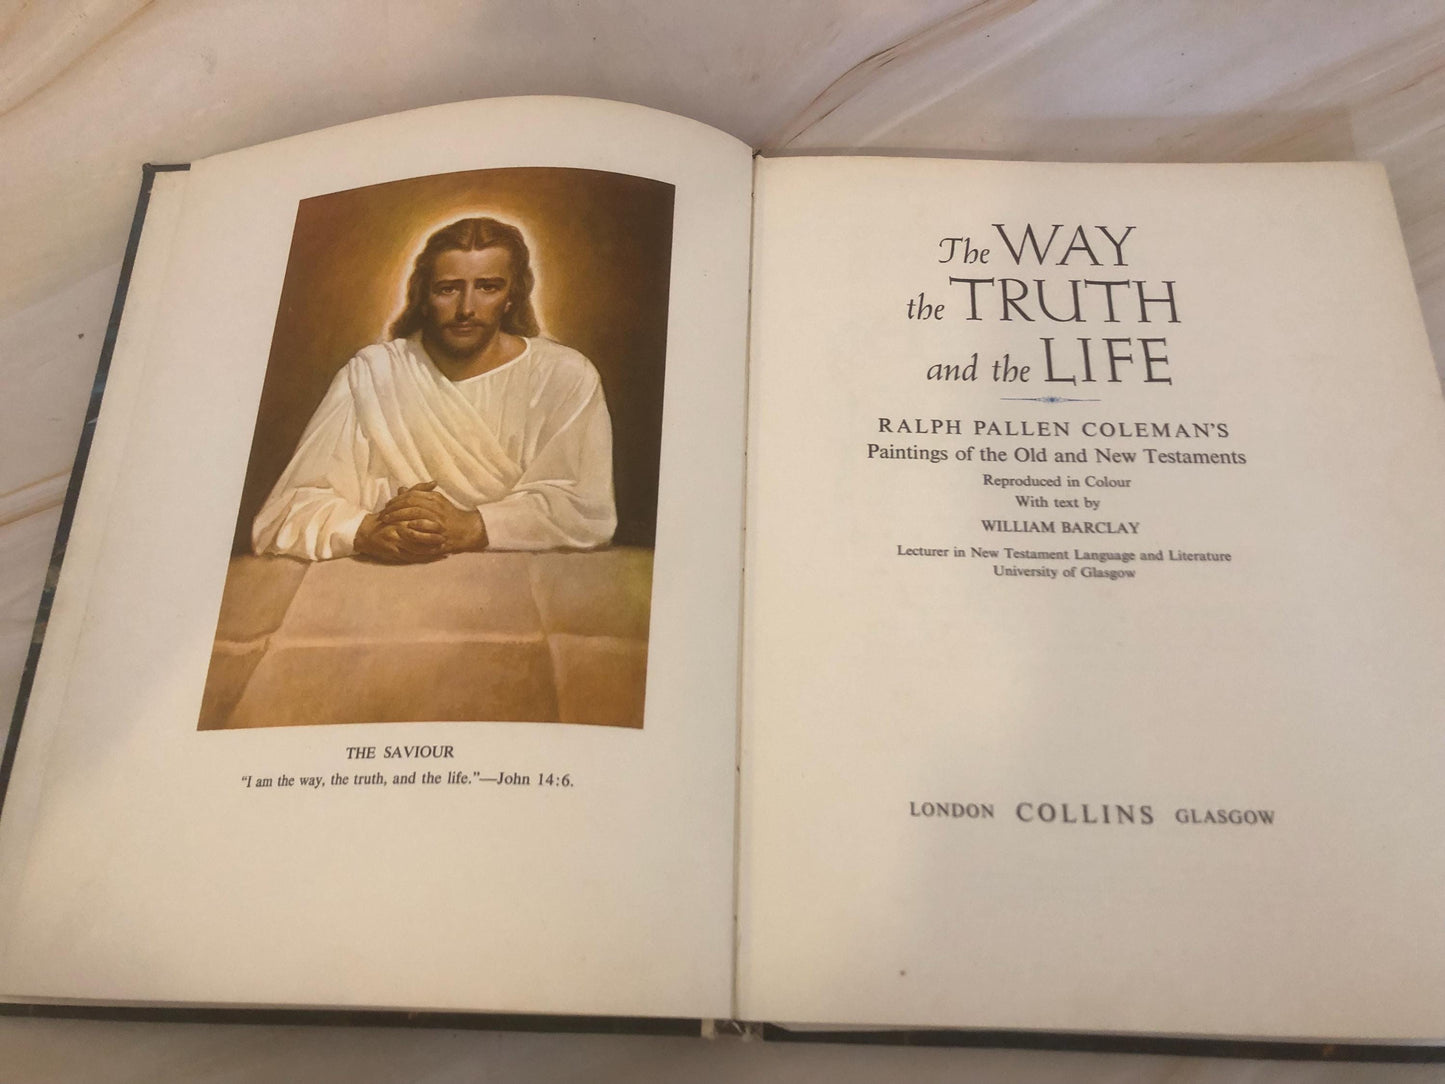 THE SAVIOUR
“I am the way, the truth, and the life.”—John 14:6.
The WAY
the TRUTH
and the LIFE
RALPH PALLEN COLEMAN'S
Paintings of the Old and New Testaments
Reproduced in Colour
With text by
WILLIAM BARCLAY
Lecturer in New Testament Language and Literature
University of Glasgow
LONDON COLLINS GLASGOW